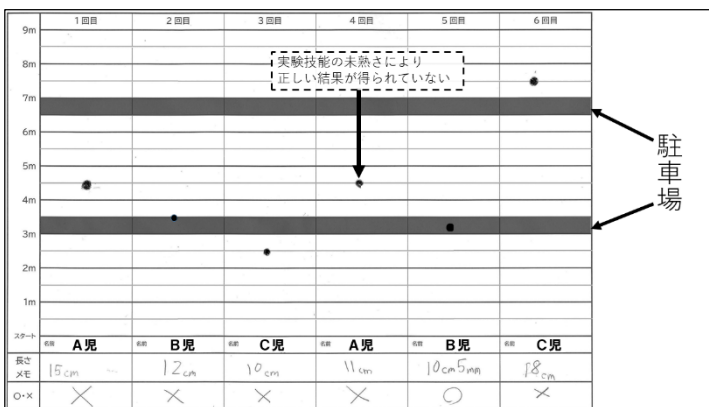 1回目 2回目 3回目 4回目 5回目 6回目
9m
8m
実験技能の未熟さにより
正しい結果が得られていない
7m
6m
駐車場
5m
4m
3m
2m
1m
スタート
名前 A児 名前 B児 名前 C児 名前 A児 名前 B児 名前 C児
長さ
メモ
15cm 12cm 10cm 11cm 10cm5mm 18cm
○・× × × × × ○ ×